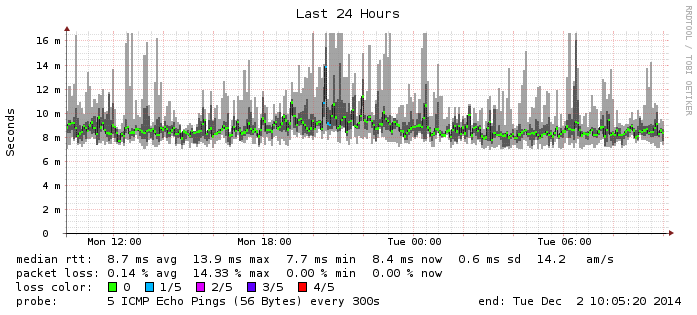 Last 24 Hours
RRDTOOL / TOBI OETIKER
Seconds
16 m
14 m
12 m
10 m
8 m
6 m
4 m
2 m
0
Mon 12:00 Mon 18:00 Tue 00:00 Tue 06:00
median rtt: 8.7 ms avg 13.9 ms max 7.7 ms min 8.4 ms now 0.6 ms sd 14.2 am/s
packet loss: 0.14 % avg 14.33 % max 0.00 % min 0.00 % now
loss color: 0 1/5 2/5 3/5 4/5
probe: 5 ICMP Echo Pings (56 Bytes) every 300s end: Tue Dec 2 10:05:20 2014